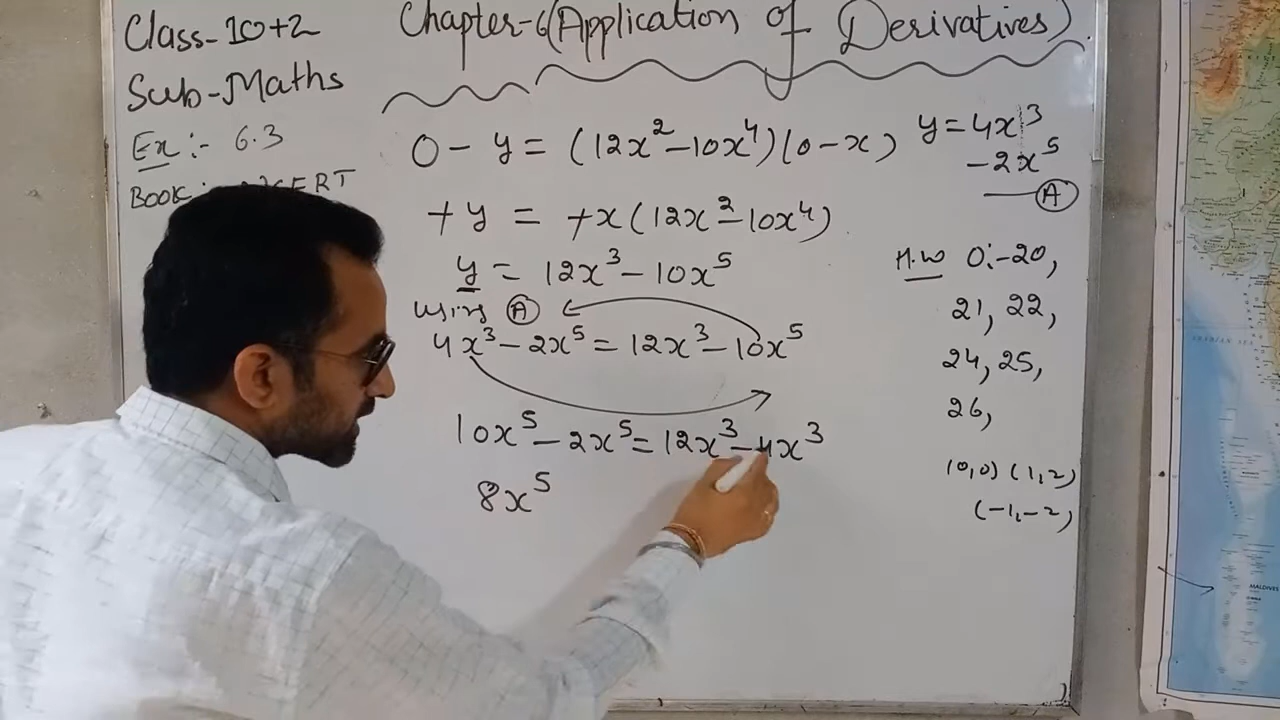 Class-10+2
Sub-Maths
Ex:- 6.3
BOOK:
Chapter-6(Application of Derivatives)
0 - y = (12x²-10x⁴)(0-x)
+y = +x(12x²-10x⁴)
y = 12x³-10x⁵
using Ⓐ
4x³-2x⁵=12x³-10x⁵
10x⁵-2x⁵=12x³-4x³
8x⁵
y=4x³
-2x⁵
Ⓐ
H.W Q:-20,
21, 22,
24, 25,
26,
(0,0) (1,2)
(-1,-2)
MALDIVES